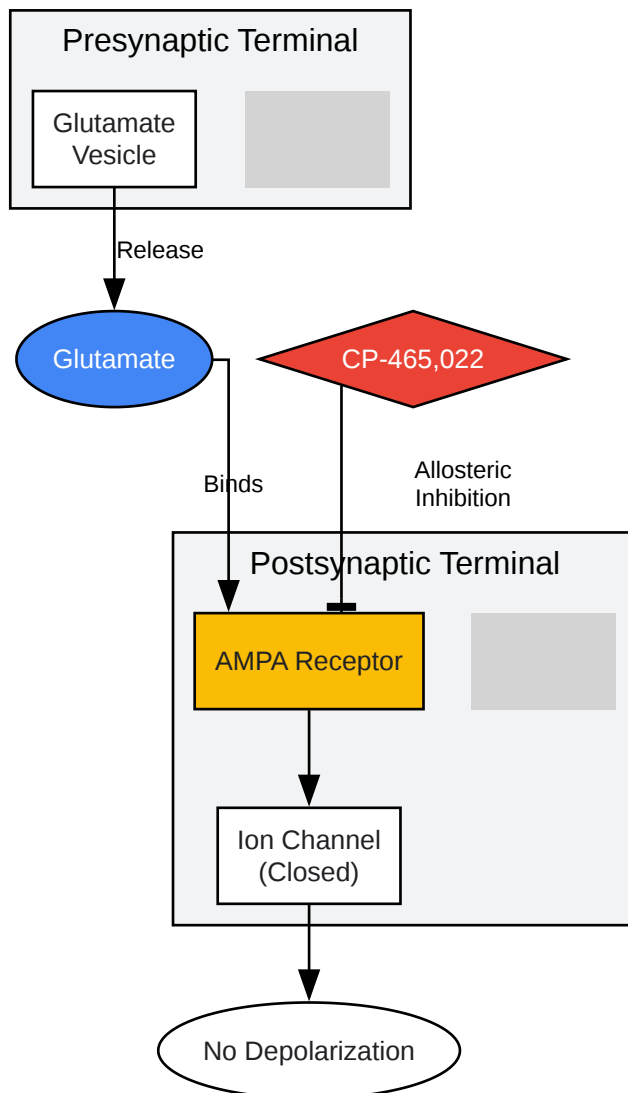 Presynaptic Terminal
Glutamate
Vesicle
Release
Glutamate
CP-465,022
Binds
Allosteric
Inhibition
Postsynaptic Terminal
AMPA Receptor
Ion Channel
(Closed)
No Depolarization